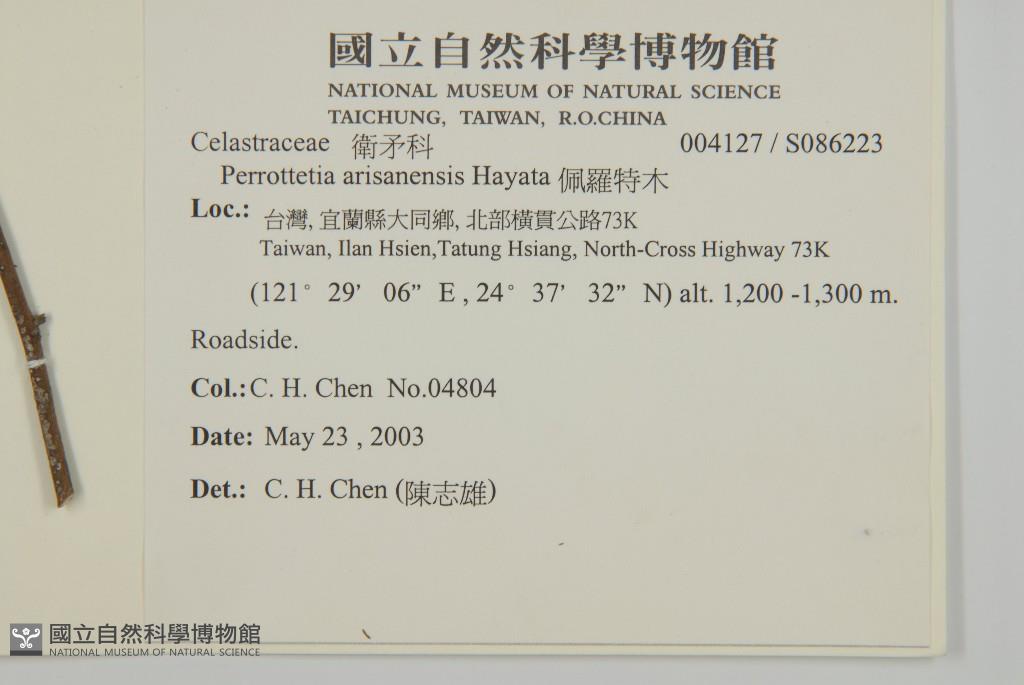 國立自然科學博物館
NATIONAL MUSEUM OF NATURAL SCIENCE
TAICHUNG, TAIWAN, R.O.CHINA
Celastraceae 衛矛科 004127 / S086223
Perrottetia arisanensis Hayata 佩羅特木
Loc.: 台灣, 宜蘭縣大同鄉, 北部橫貫公路73K
Taiwan, Ilan Hsien,Tatung Hsiang, North-Cross Highway 73K
(121° 29’ 06” E , 24° 37’ 32” N) alt. 1,200 -1,300 m.
Roadside.
Col.: C. H. Chen No.04804
Date: May 23 , 2003
Det.: C. H. Chen (陳志雄)
國立自然科學博物館
NATIONAL MUSEUM OF NATURAL SCIENCE